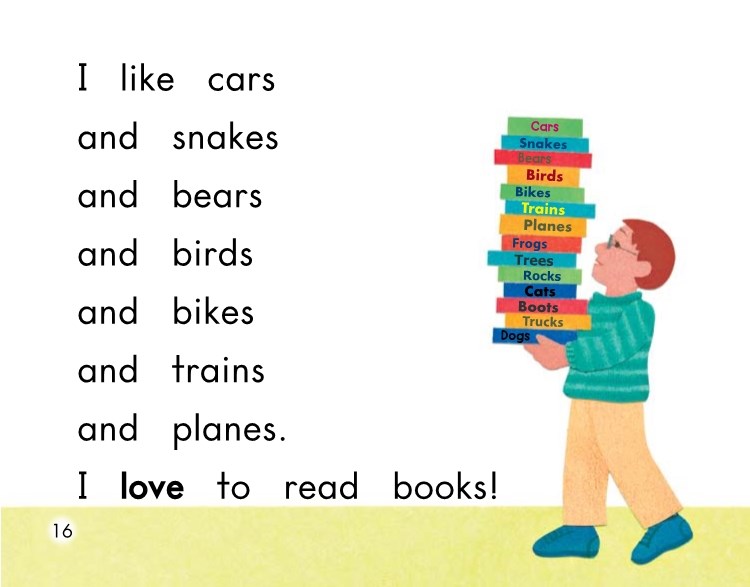 I like cars
and snakes
and bears
and birds
and bikes
and trains
and planes.
I love to read books!
Cars
Snakes
Bears
Birds
Bikes
Trains
Planes
Frogs
Trees
Rocks
Cats
Boots
Trucks
Dogs
16